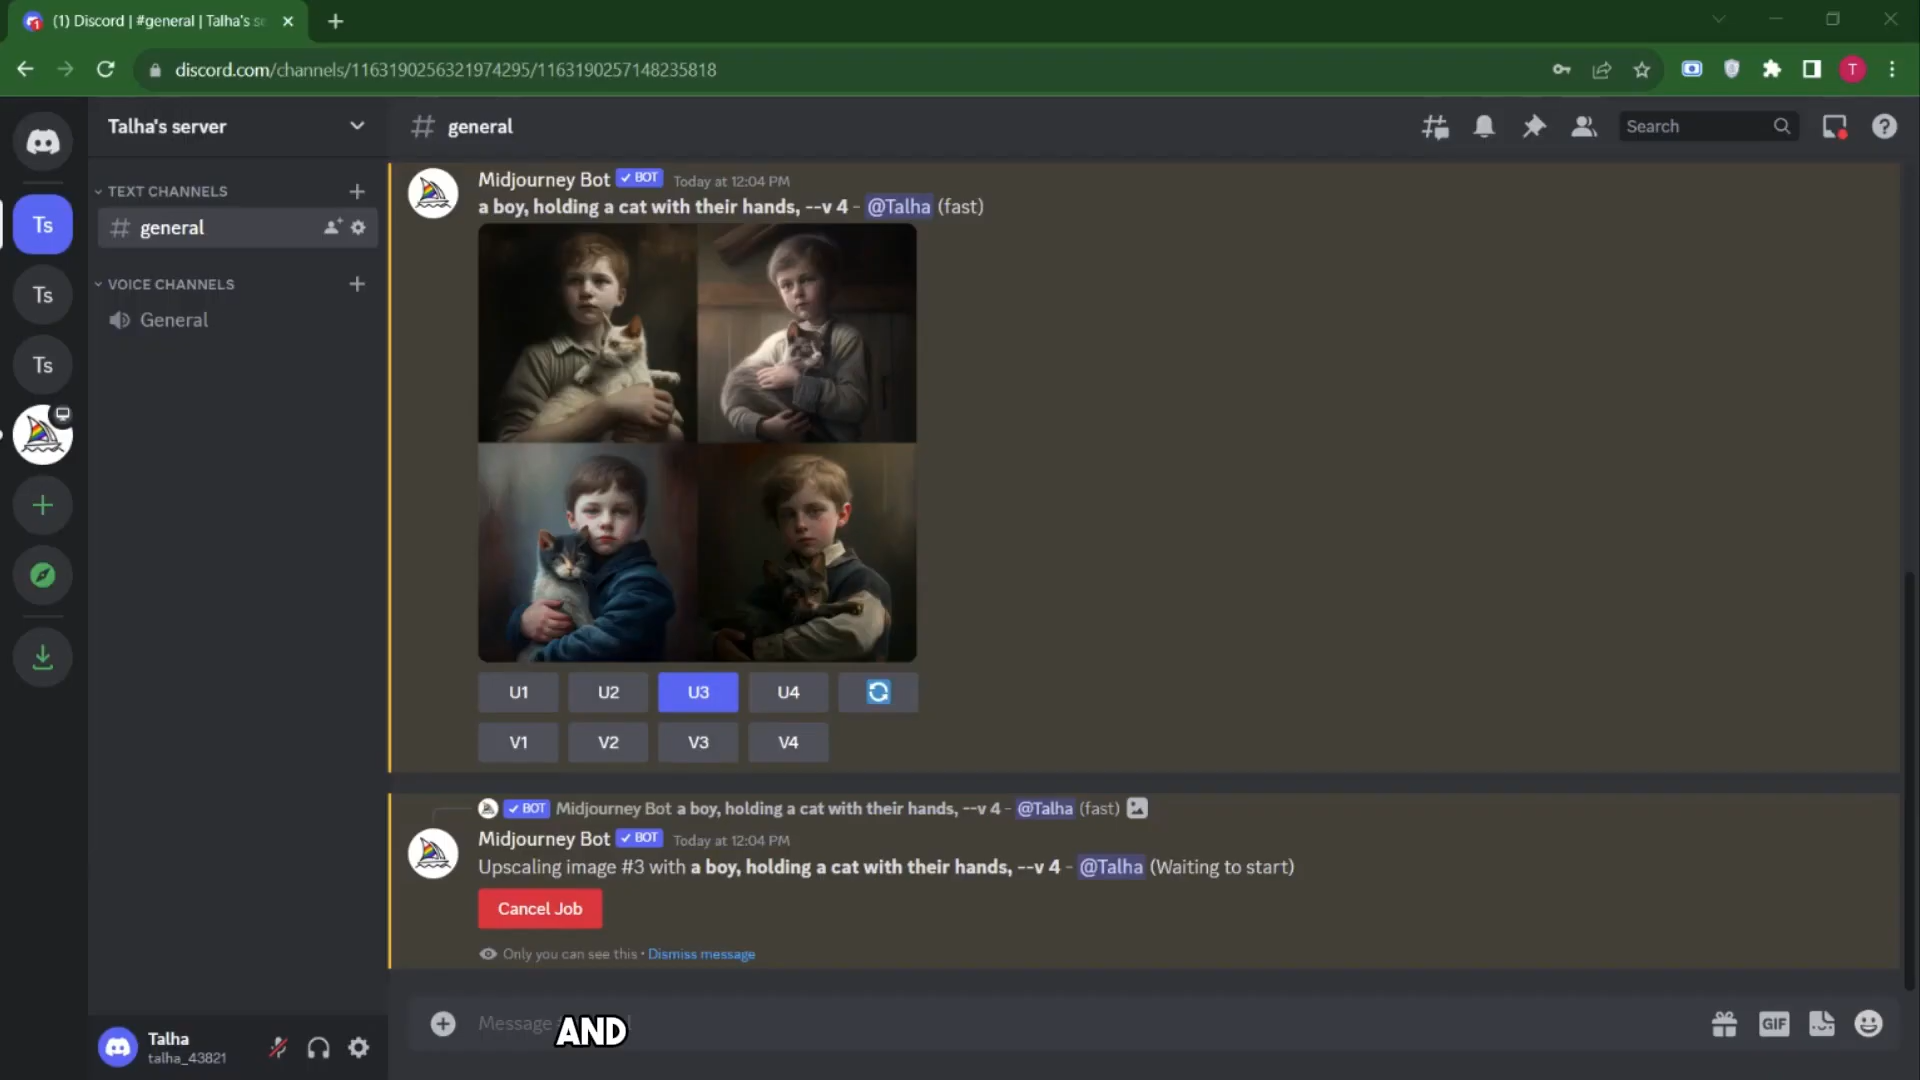 (1) Discord | #general | Talha's se
discord.com/channels/1163190256321974295/1163190257148235818
T
Talha's server
general
Search
TEXT CHANNELS
general
VOICE CHANNELS
General
Ts
Ts
Ts
Midjourney Bot BOT Today at 12:04 PM
a boy, holding a cat with their hands, --v 4 - @Talha (fast)
U1 U2 U3 U4
V1 V2 V3 V4
BOT Midjourney Bot a boy, holding a cat with their hands, --v 4 - @Talha (fast)
Midjourney Bot BOT Today at 12:04 PM
Upscaling image #3 with a boy, holding a cat with their hands, --v 4 - @Talha (Waiting to start)
Cancel Job
Only you can see this • Dismiss message
Message
AND
GIF
Talha
talha_43821